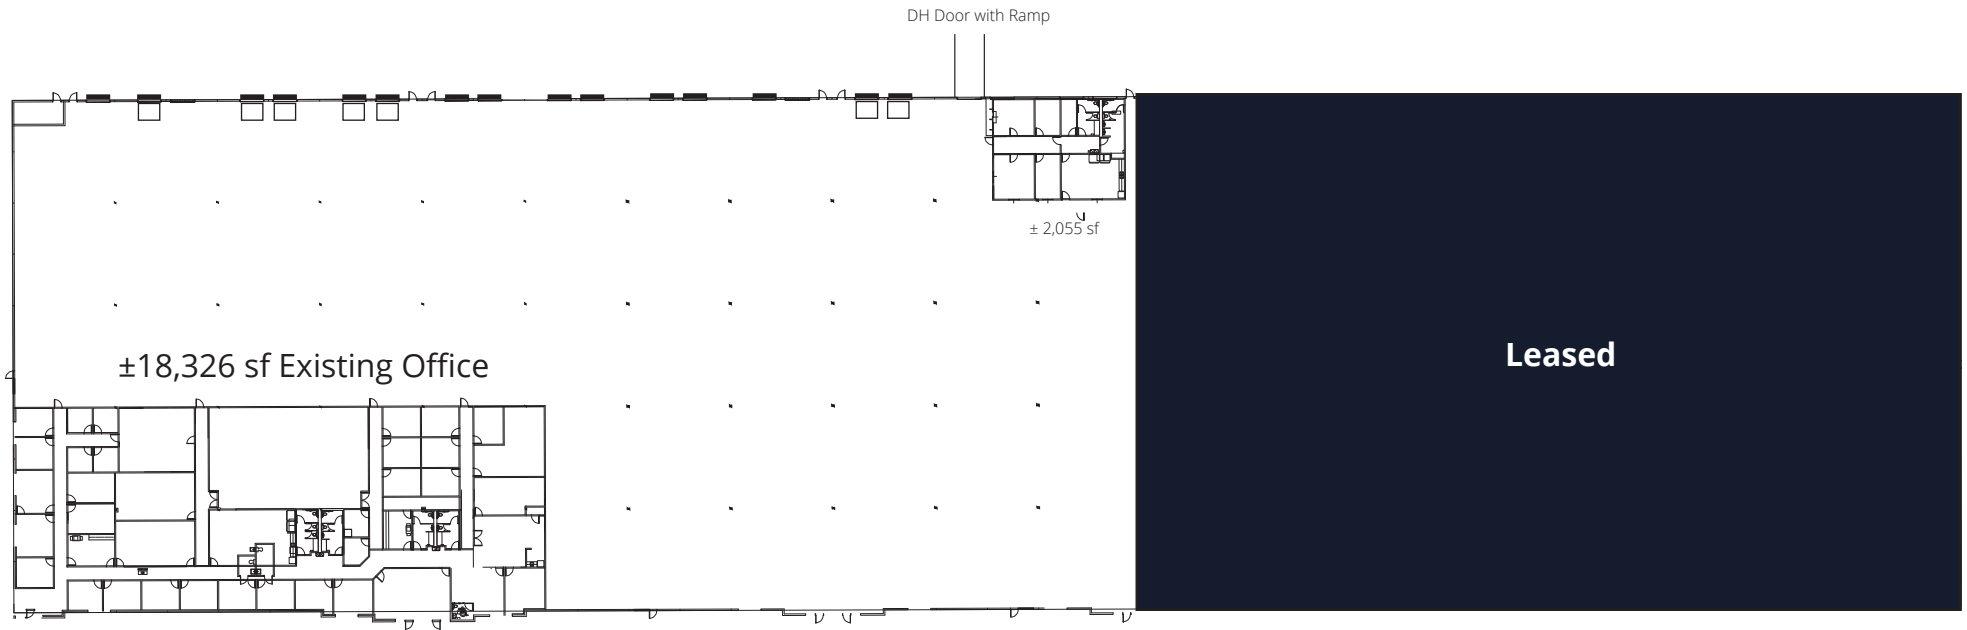 DH Door with Ramp
± 2,055 sf
±18,326 sf Existing Office
Leased